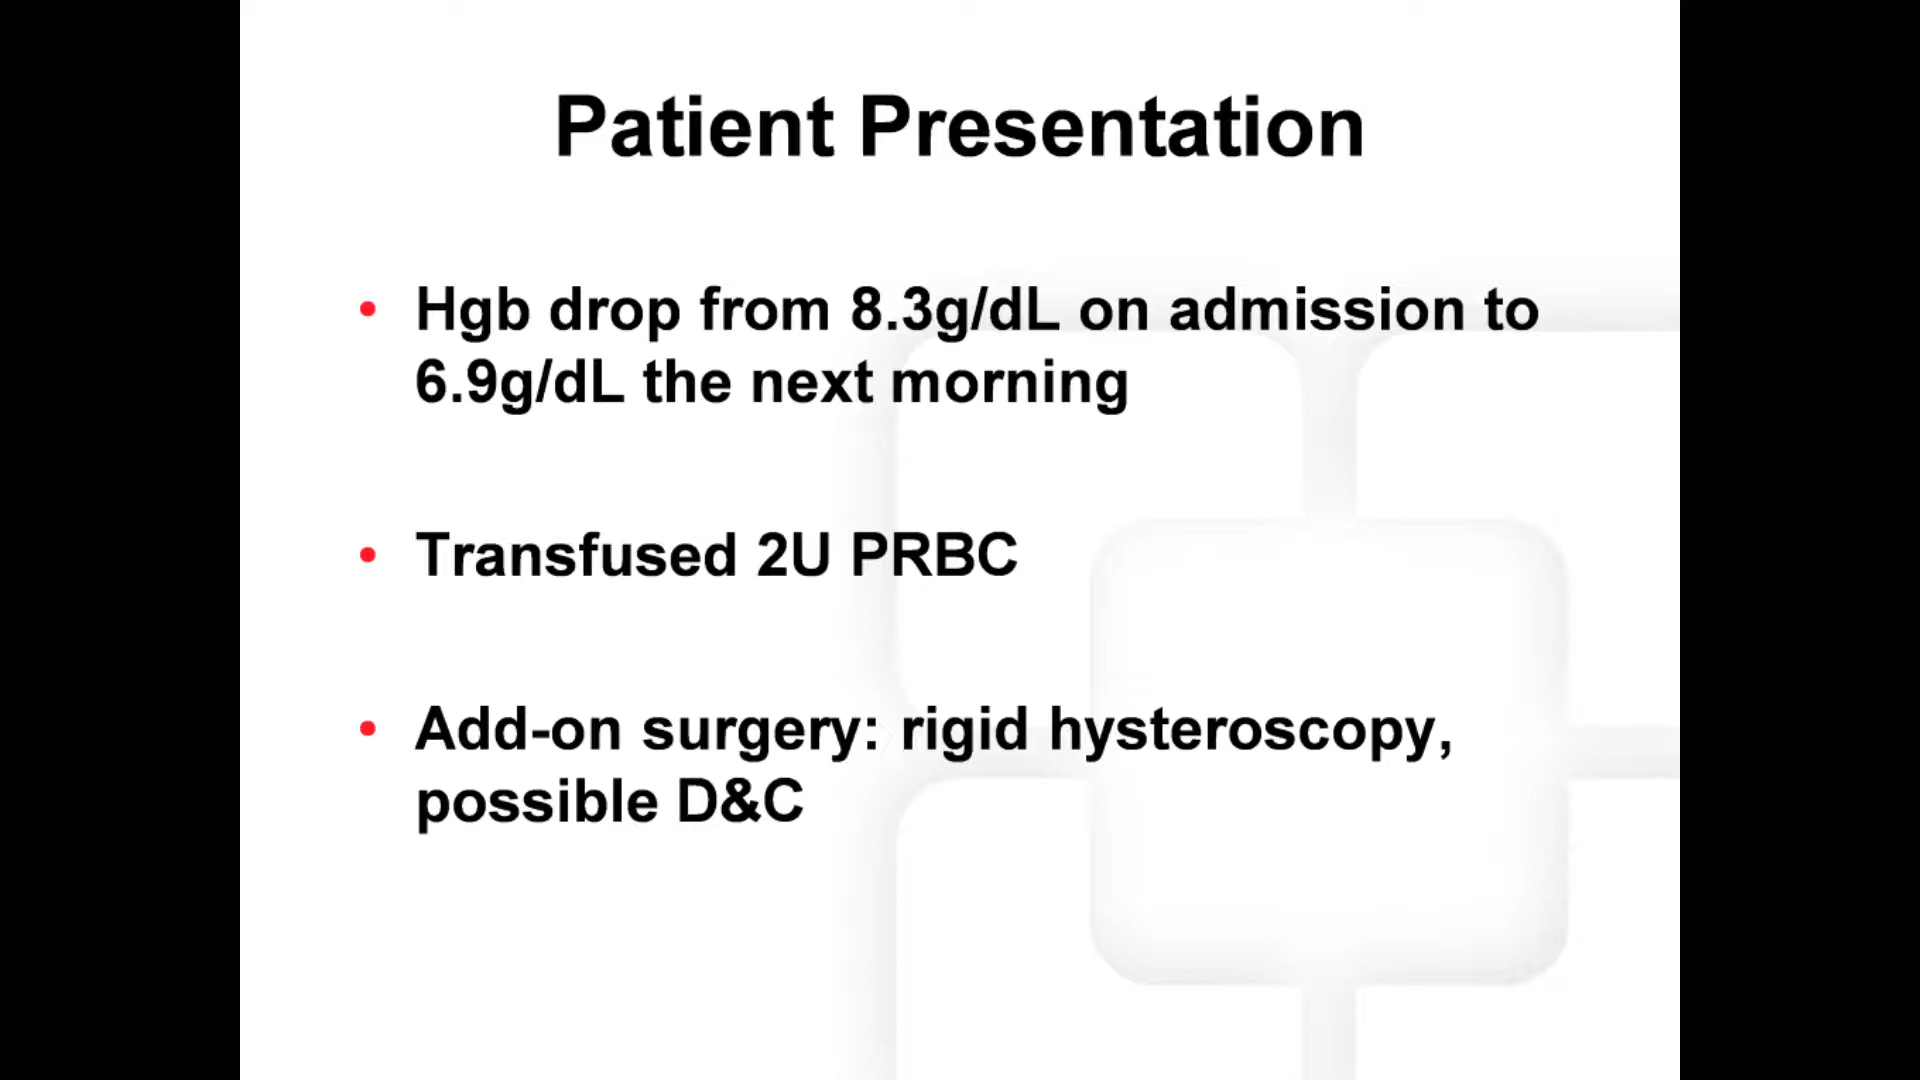 Patient Presentation
• Hgb drop from 8.3g/dL on admission to
6.9g/dL the next morning
• Transfused 2U PRBC
• Add-on surgery: rigid hysteroscopy,
possible D&C